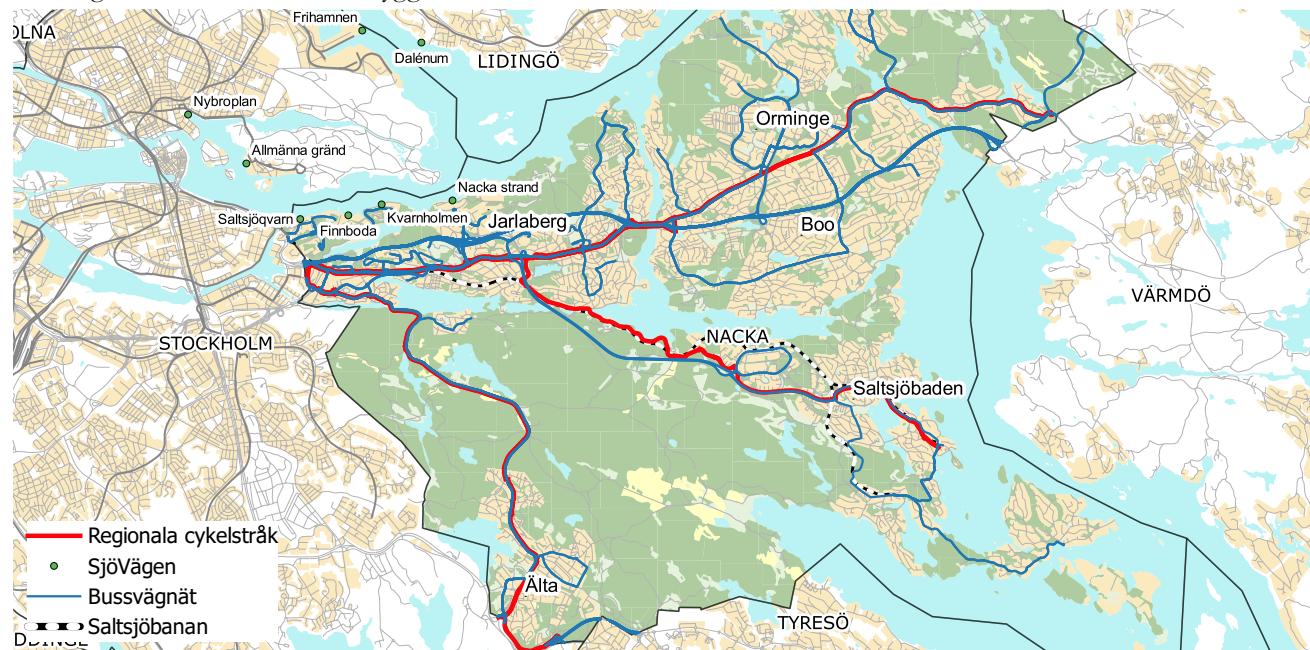 Frihamnen
OLNA
Dalénum
LIDINGÖ
Nybroplan
Orminge
Allmänna gränd
Nacka strand
Saltsjöqvarn
Kvarnholmen
Jarlaberg
Finnboda
Boo
VÄRMDÖ
NACKA
STOCKHOLM
Saltsjöbaden
Regionala cykelstråk
SjöVägen
Älta
Bussvägnät
TYRESÖ
Saltsjöbanan